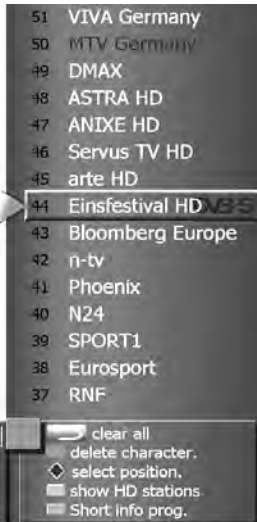 51 VIVA Germany
50 MTV Germany
49 DMAX
48 ASTRA HD
47 ANIXE HD
46 Servus TV HD
45 arte HD
44 Einsfestival HD DVB-S
43 Bloomberg Europe
42 n-tv
41 Phoenix
40 N24
39 SPORT1
38 Eurosport
37 RNF
clear all
delete character.
select position.
show HD stations
Short info prog.